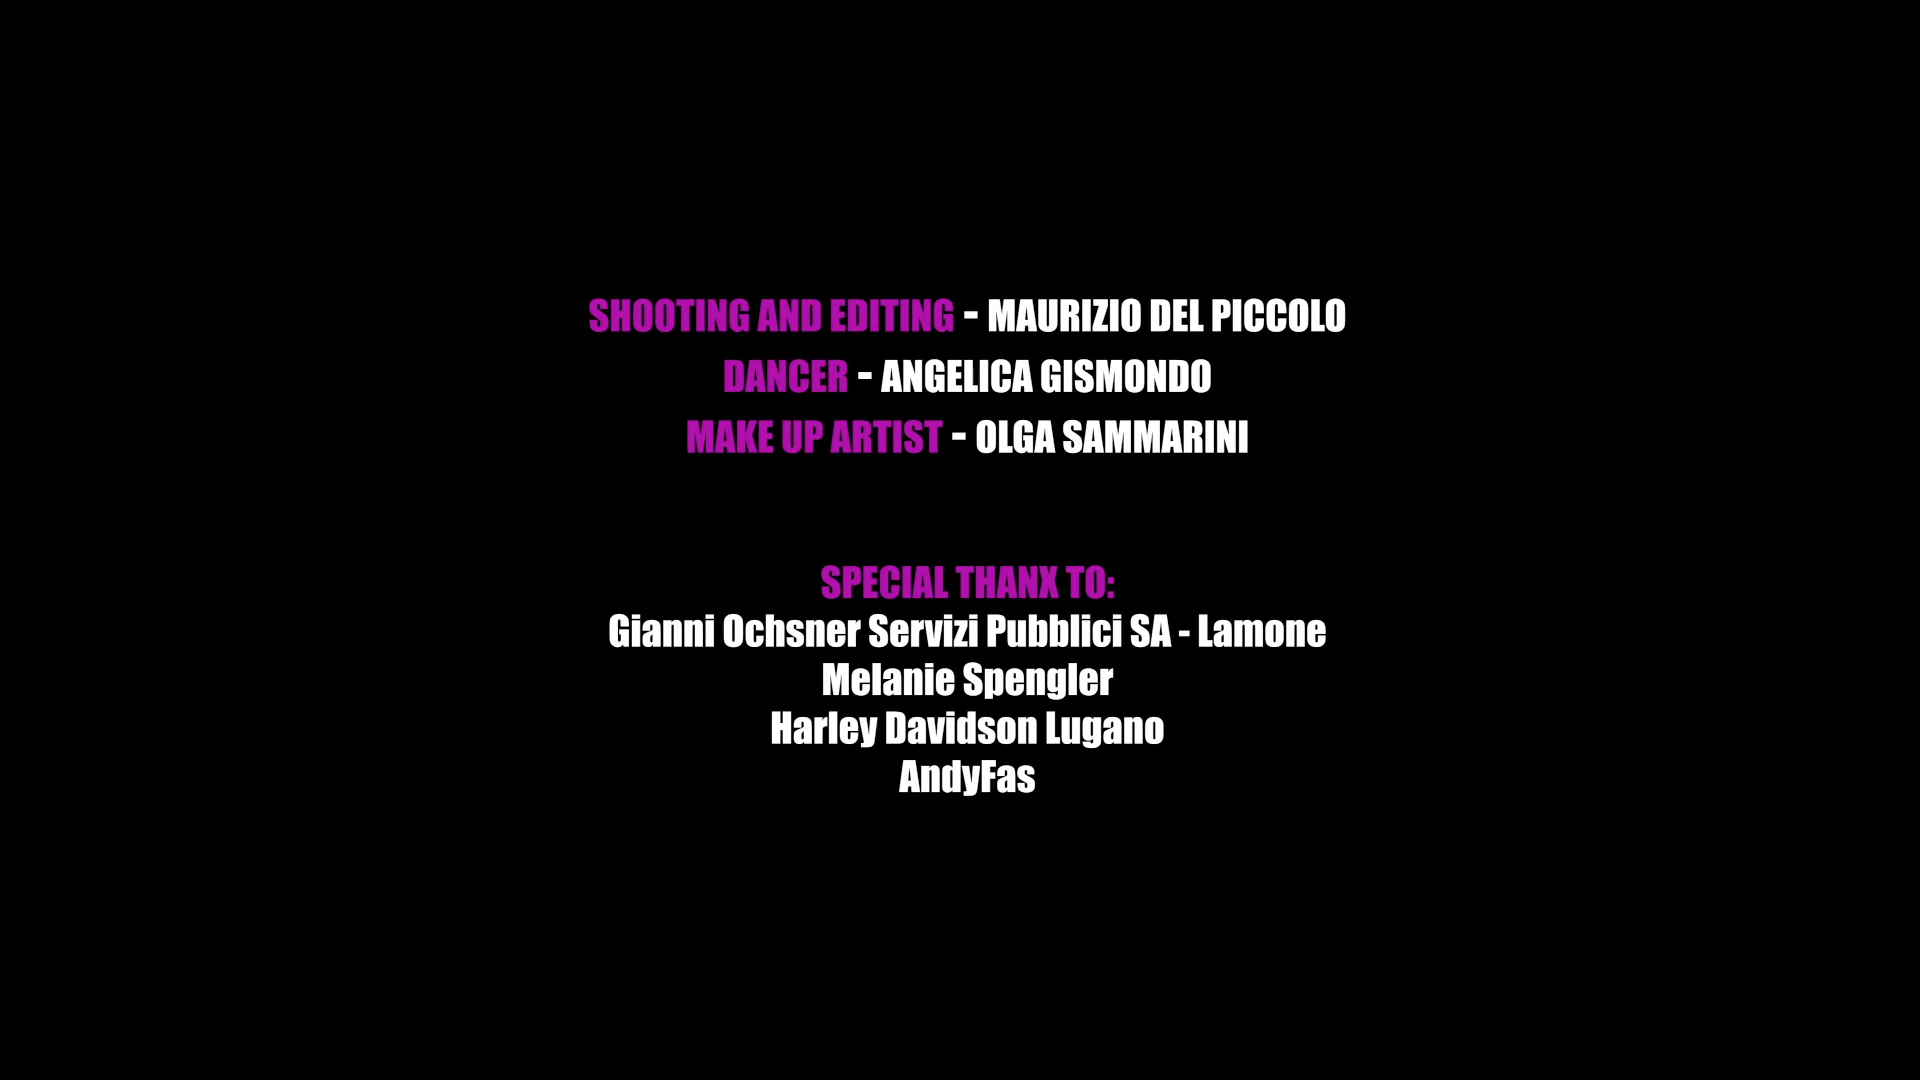 SHOOTING AND EDITING - MAURIZIO DEL PICCOLO
DANCER - ANGELICA GISMONDO
MAKE UP ARTIST - OLGA SAMMARINI
SPECIAL THANX TO:
Gianni Ochsner Servizi Pubblici SA - Lamone
Melanie Spengler
Harley Davidson Lugano
AndyFas